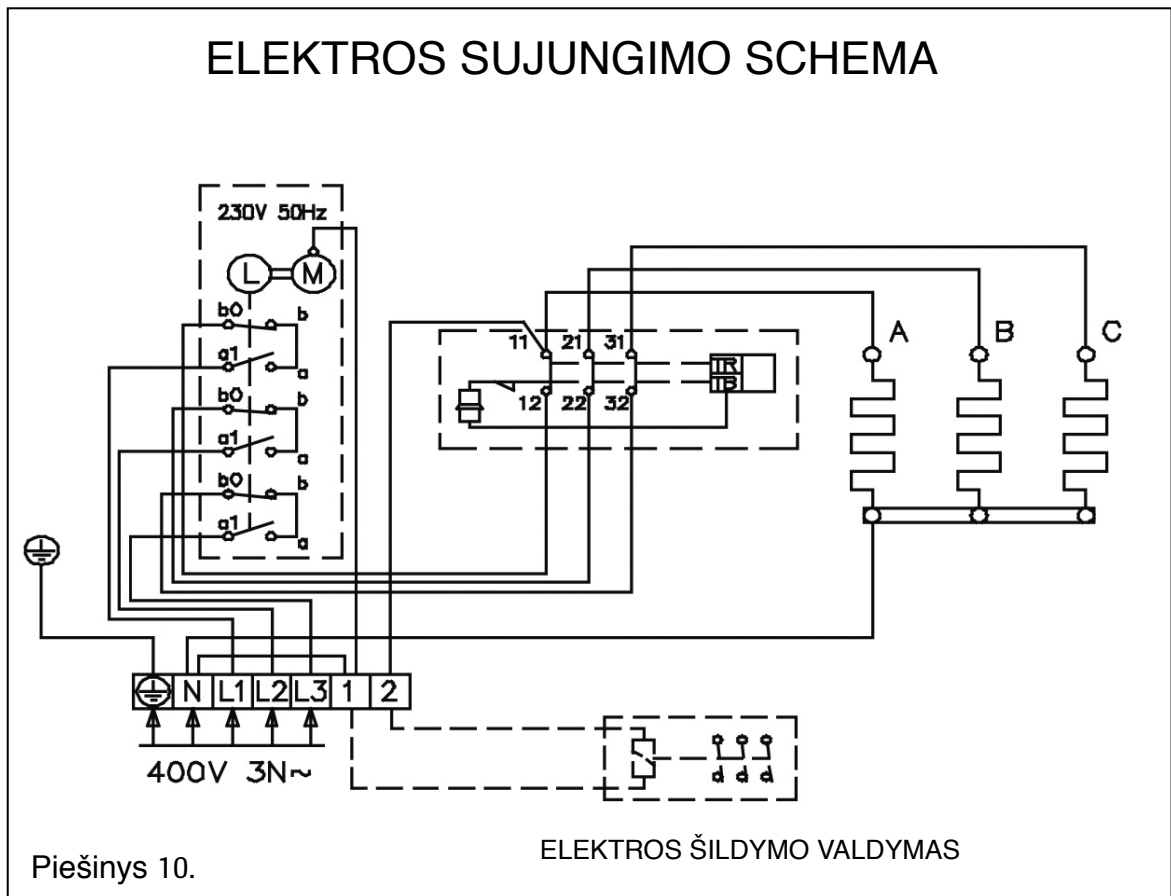 ELEKTROS SUJUNGIMO SCHEMA
230V 50Hz
L M
b0 b
a1 a
b0 b
a1 a
b0 b
a1 a
11 21 31
TR
TB
12 22 32
A B C
N L1 L2 L3 1 2
400V 3N~
ELEKTROS ŠILDYMO VALDYMAS
Piešinys 10.